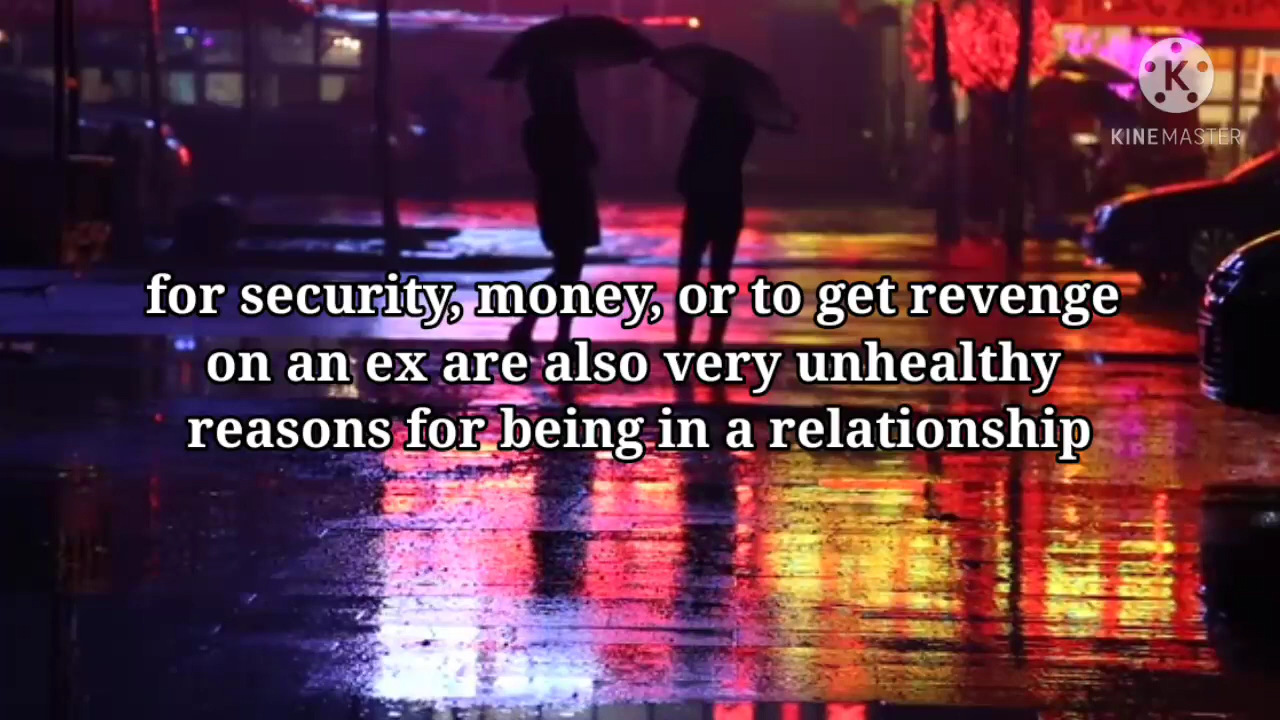 K
KINEMASTER
for security, money, or to get revenge
on an ex are also very unhealthy
reasons for being in a relationship